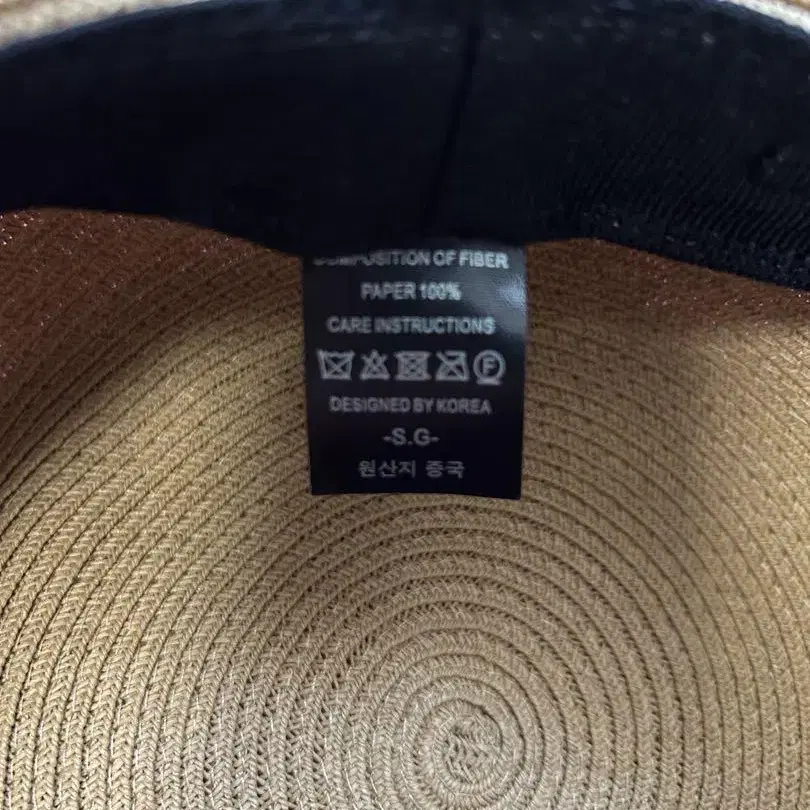 COMPOSITION OF FIBER
PAPER 100%
CARE INSTRUCTIONS
F
DESIGNED BY KOREA
-S.G-
원산지 중국